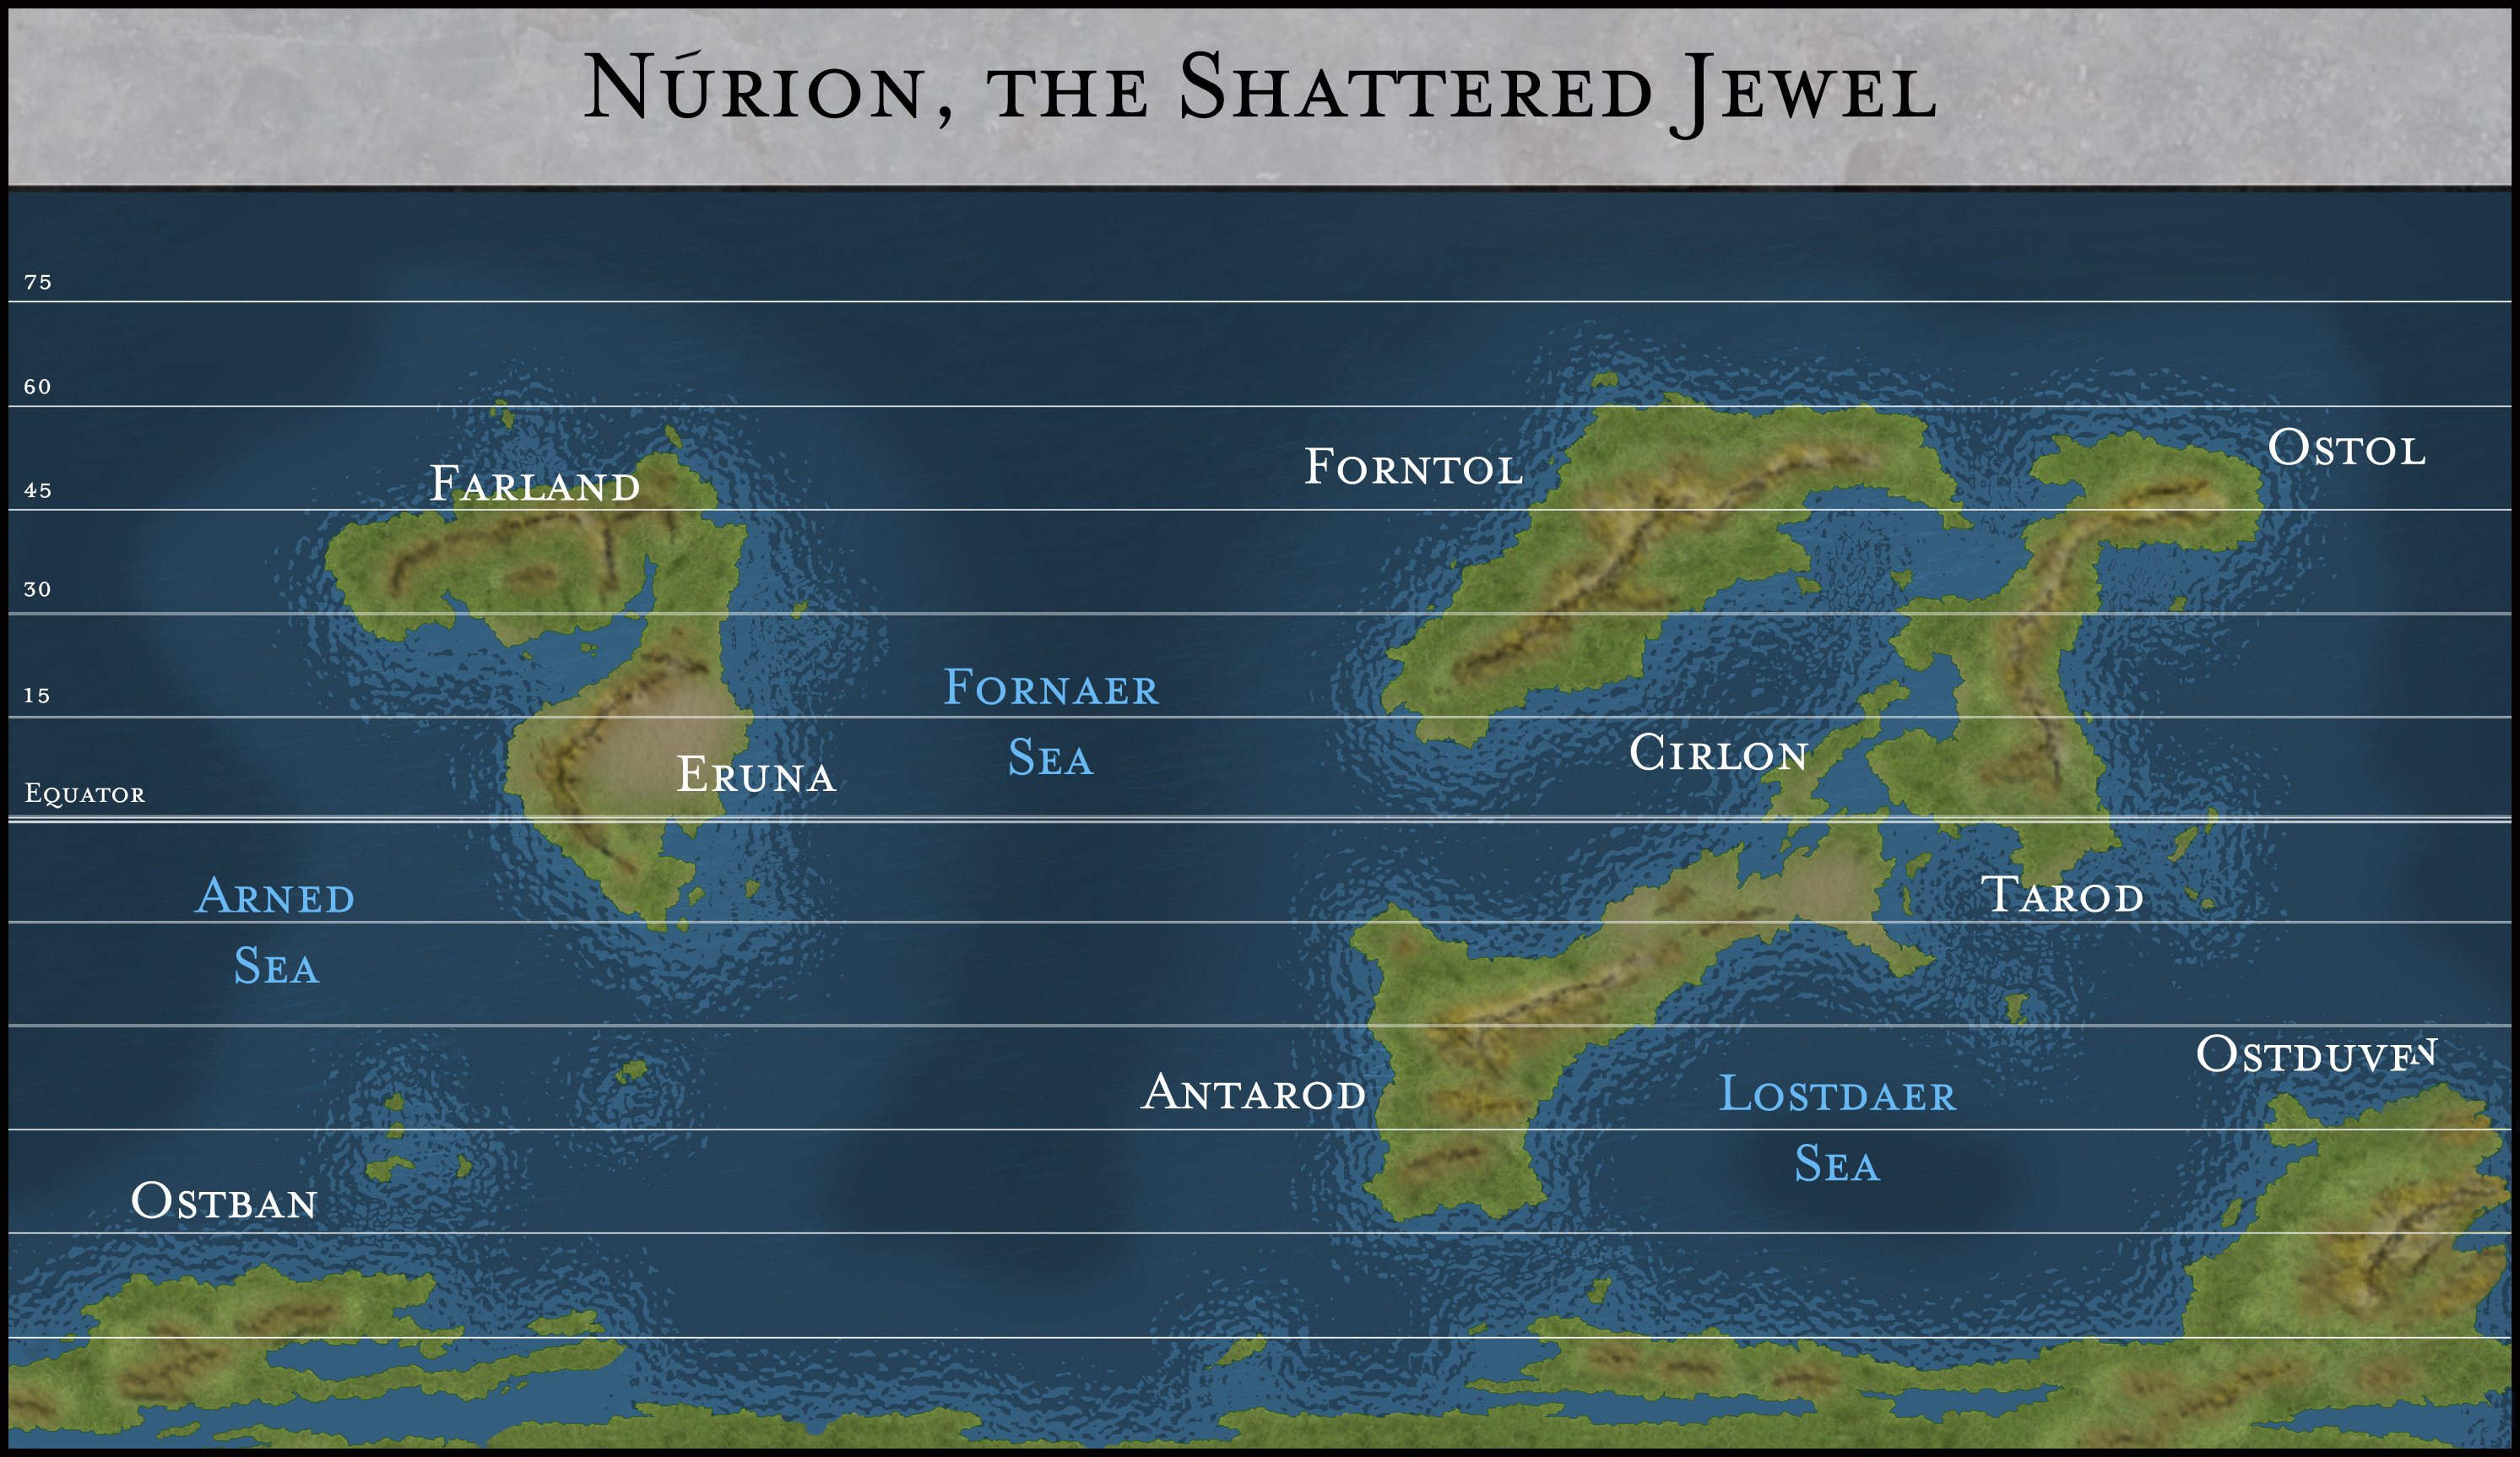 Núrion, the Shattered Jewel
75
60
45
30
15
Equator
Farland
Forntol
Ostol
Fornaer
Sea
Cirlon
Eruna
Arned
Sea
Tarod
Ostduven
Antarod
Lostdaer
Sea
Ostban